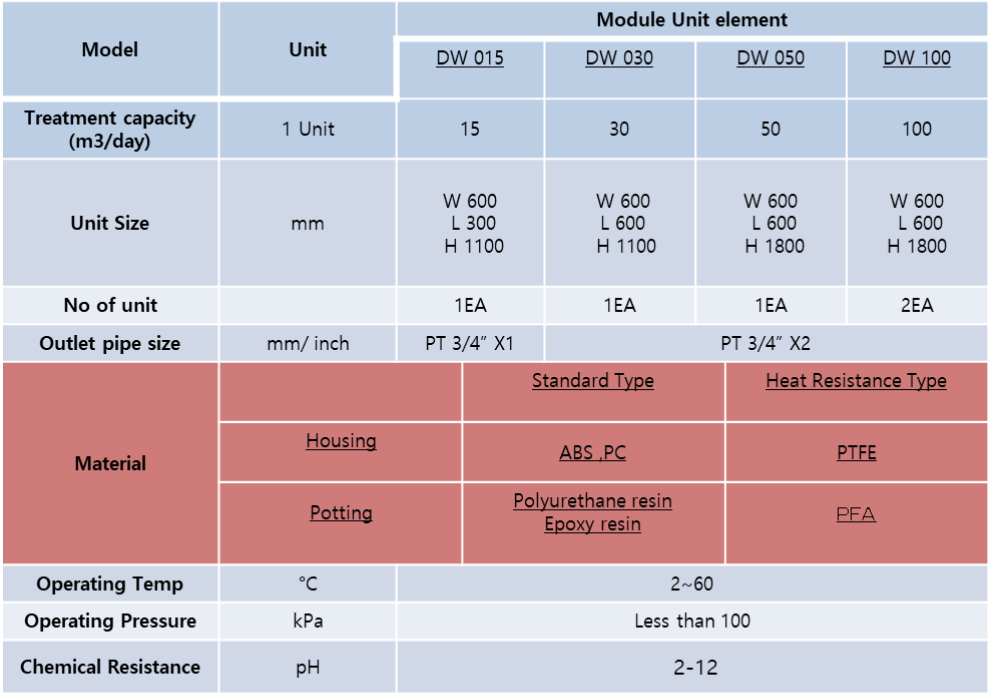 Model
Unit
Module Unit element
DW 015
DW 030
DW 050
DW 100
Treatment capacity
(m3/day)
1 Unit
15
30
50
100
Unit Size
mm
W 600
L 300
H 1100
W 600
L 600
H 1100
W 600
L 600
H 1800
W 600
L 600
H 1800
No of unit
1EA
1EA
1EA
2EA
Outlet pipe size
mm/ inch
PT 3/4” X1
PT 3/4” X2
Material
Standard Type
Heat Resistance Type
Housing
ABS ,PC
PTFE
Potting
Polyurethane resin
Epoxy resin
PFA
Operating Temp
℃
2~60
Operating Pressure
kPa
Less than 100
Chemical Resistance
pH
2-12